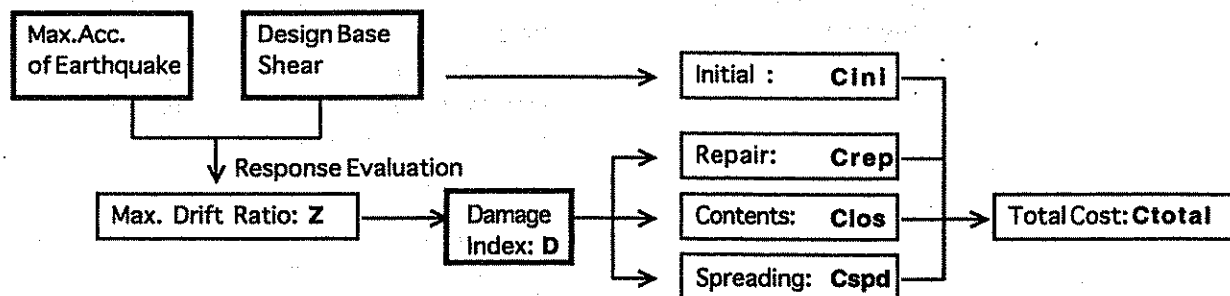 Max.Acc.
of Earthquake
Design Base
Shear
Initial : Cini
Response Evaluation
Repair: Crep
Max. Drift Ratio: Z
Damage
Index: D
Contents: Clos
Total Cost: Ctotal
Spreading: Cspd